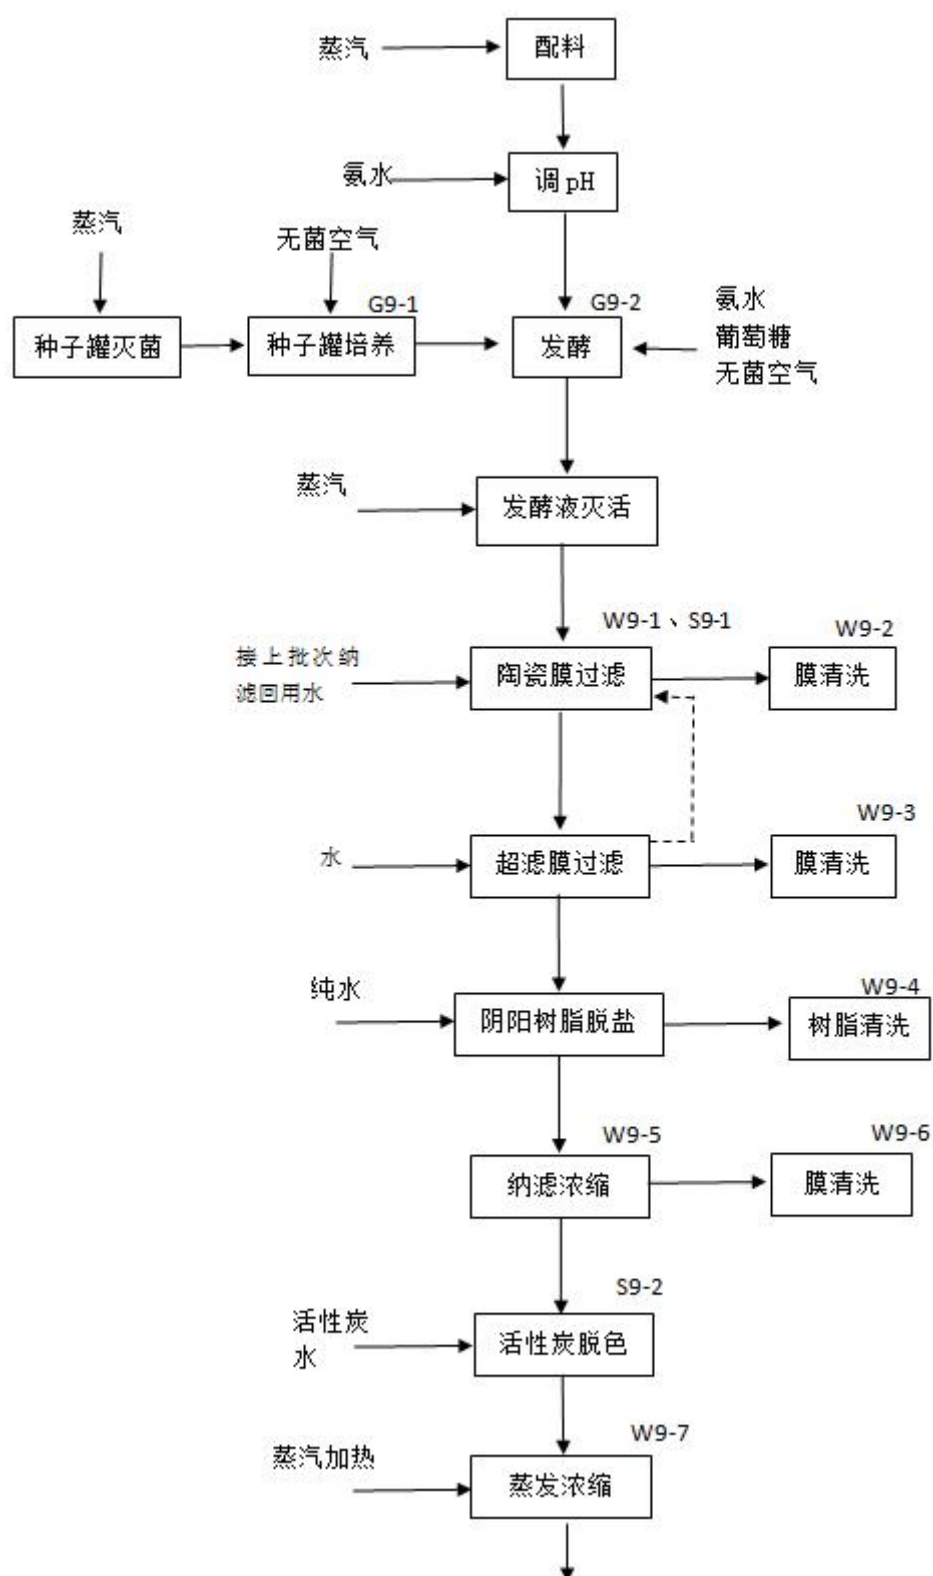 蒸汽
配料
氨水
调pH
蒸汽
无菌空气
G9-1
G9-2
氨水
葡萄糖
无菌空气
种子罐灭菌
种子罐培养
发酵
蒸汽
发酵液灭活
W9-1、S9-1
W9-2
接上批次纳
滤回用水
陶瓷膜过滤
膜清洗
W9-3
水
超滤膜过滤
膜清洗
纯水
W9-4
阴阳树脂脱盐
树脂清洗
W9-5
W9-6
纳滤浓缩
膜清洗
S9-2
活性炭
水
活性炭脱色
W9-7
蒸汽加热
蒸发浓缩